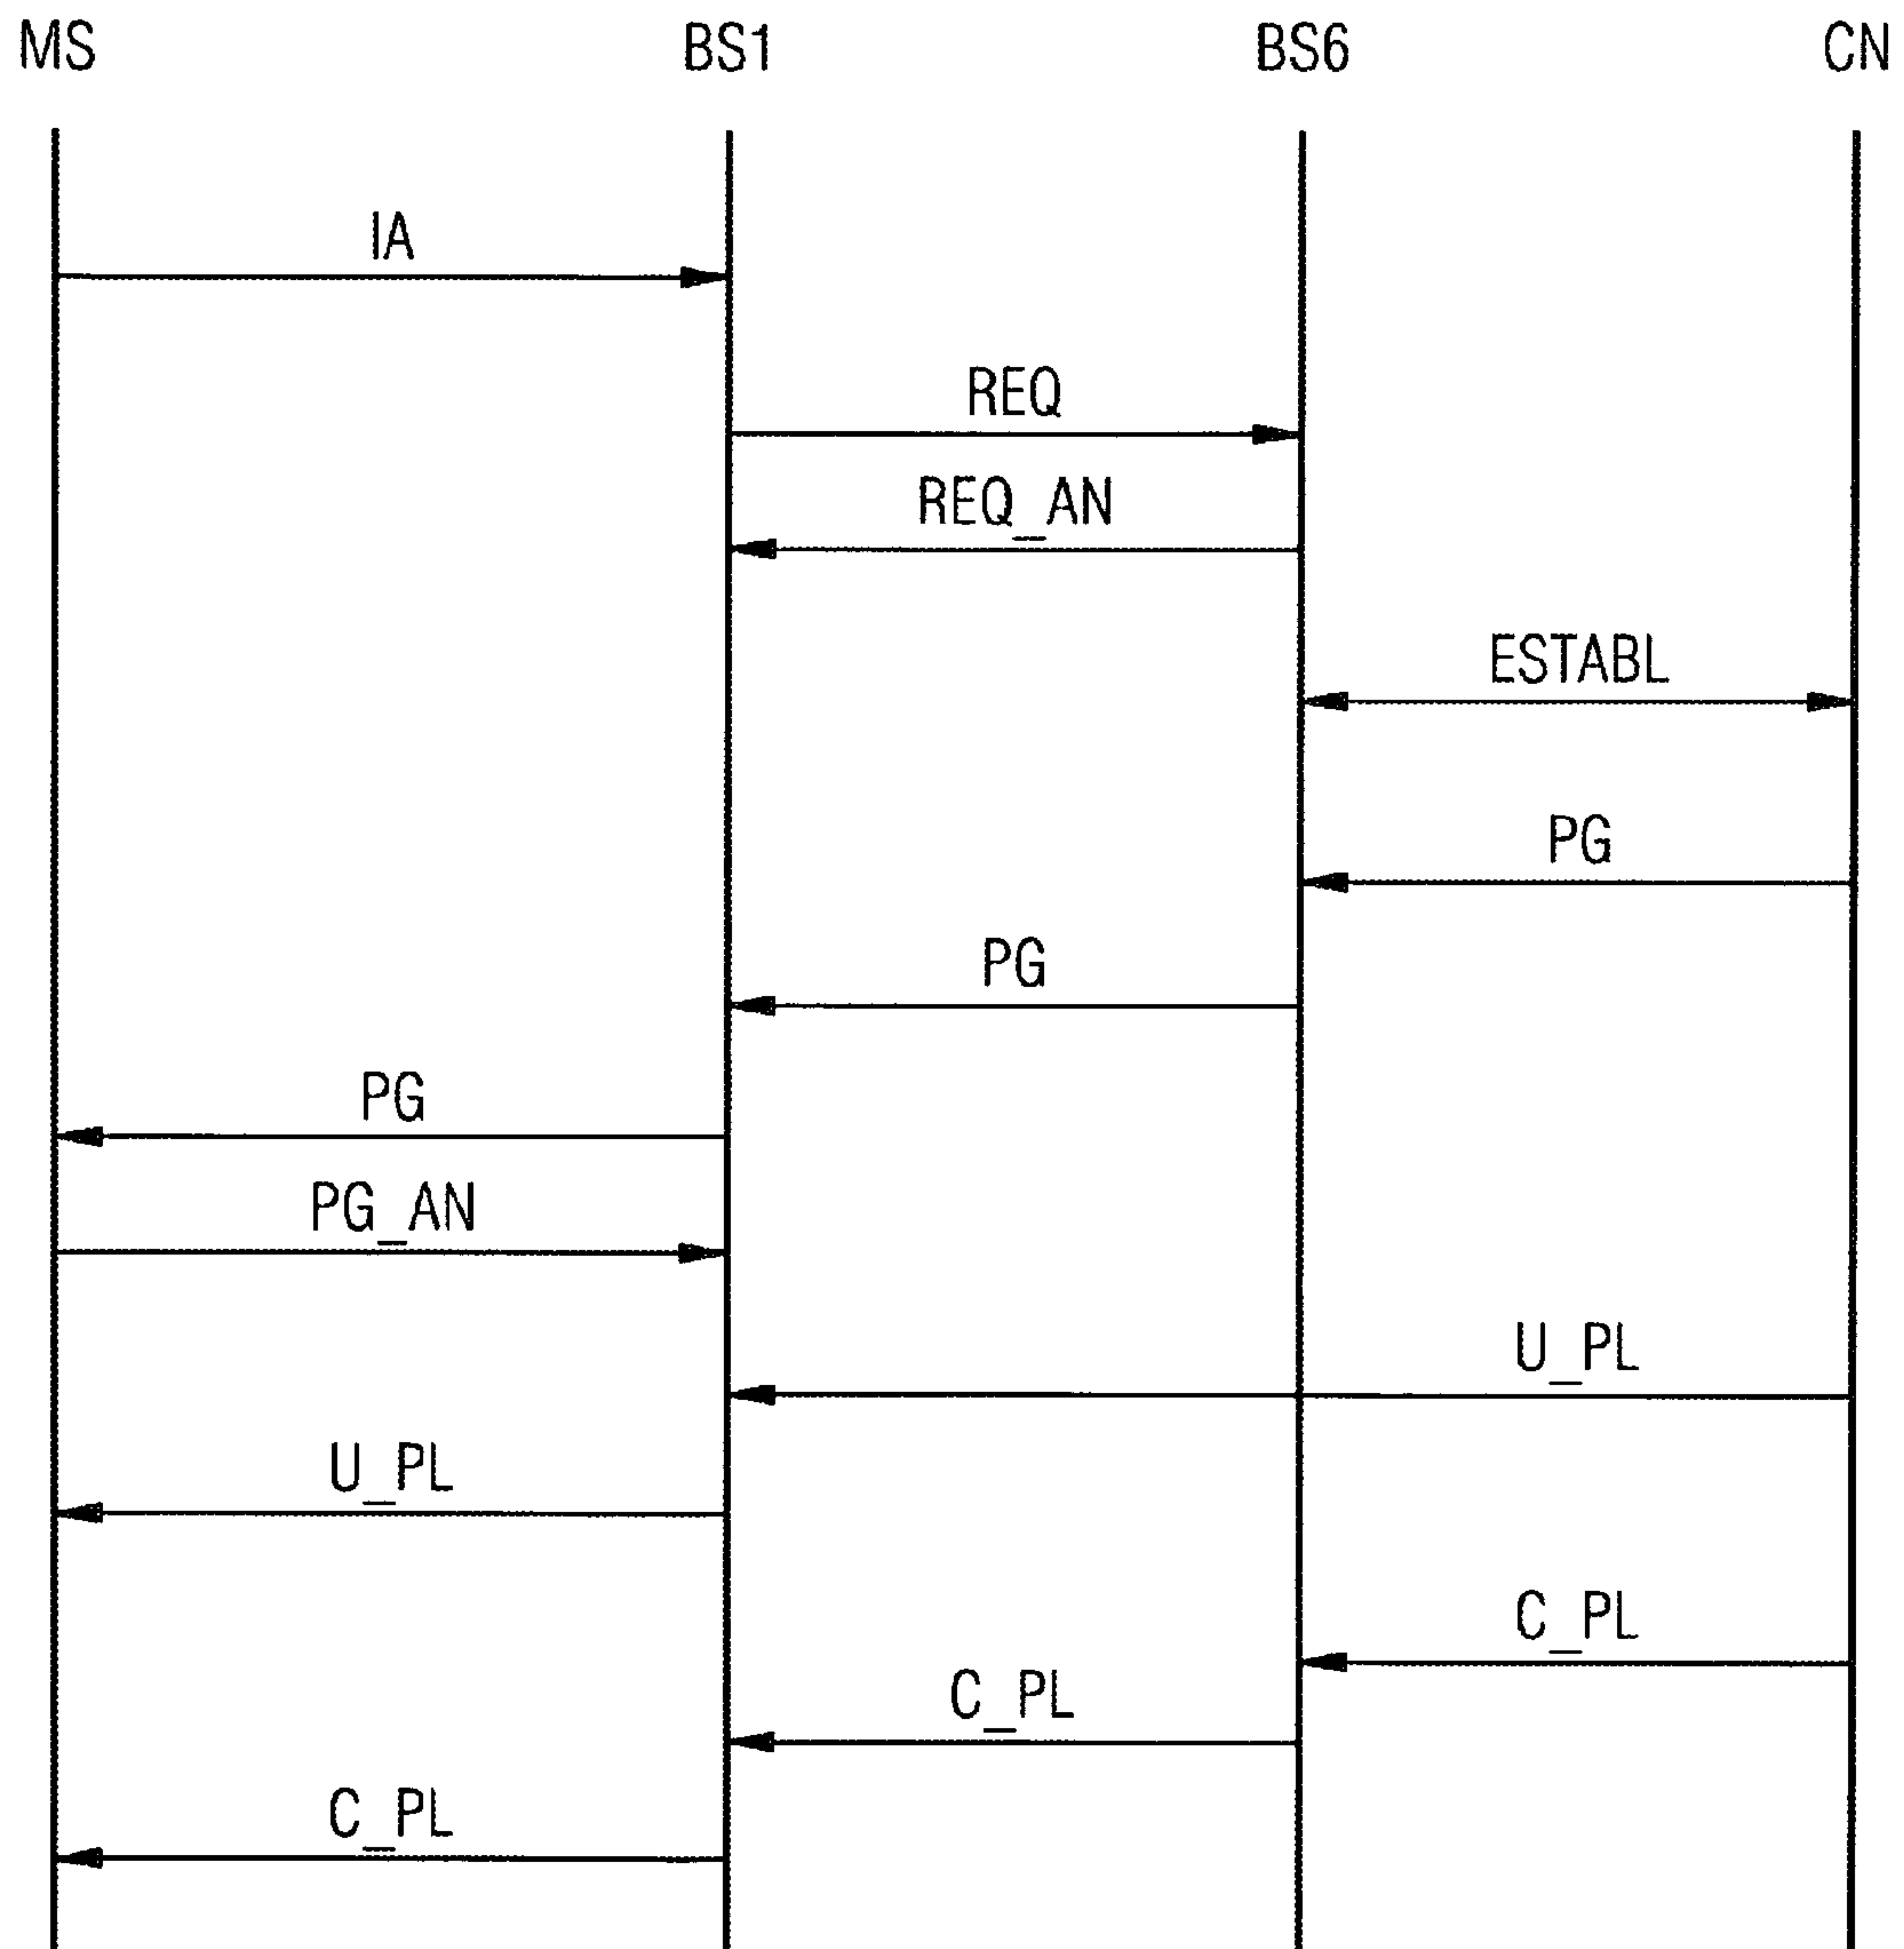 MS BS1 BS6 CN
IA
REQ
REQ_AN
ESTABL
PG
PG
PG
PG_AN
U_PL
U_PL
C_PL
C_PL
C_PL